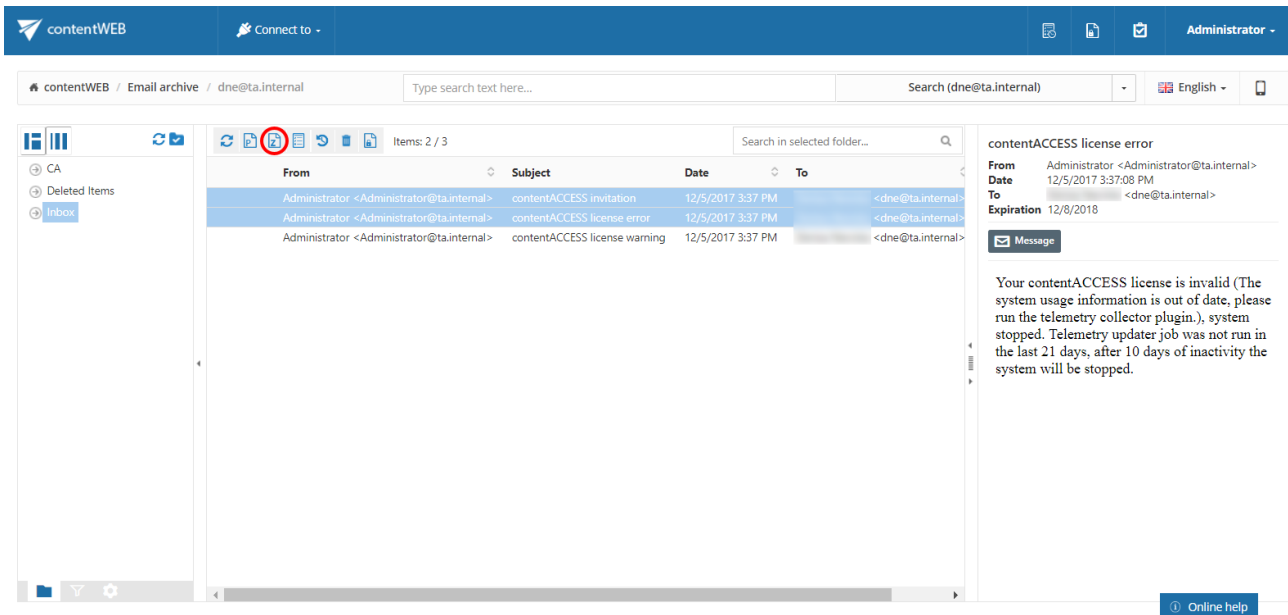 contentWEB
Connect to
Administrator
contentWEB / Email archive / dne@ta.internal
Type search text here...
Search (dne@ta.internal)
English
CA
Deleted Items
Inbox
P
Z
Items: 2 / 3
Search in selected folder...
From Subject Date To
Administrator <Administrator@ta.internal> contentACCESS invitation 12/5/2017 3:37 PM <dne@ta.internal>
Administrator <Administrator@ta.internal> contentACCESS license error 12/5/2017 3:37 PM <dne@ta.internal>
Administrator <Administrator@ta.internal> contentACCESS license warning 12/5/2017 3:37 PM <dne@ta.internal>
contentACCESS license error
From Administrator <Administrator@ta.internal>
Date 12/5/2017 3:37:08 PM
To <dne@ta.internal>
Expiration 12/8/2018
Message
Your contentACCESS license is invalid (The
system usage information is out of date, please
run the telemetry collector plugin.), system
stopped. Telemetry updater job was not run in
the last 21 days, after 10 days of inactivity the
system will be stopped.
Online help